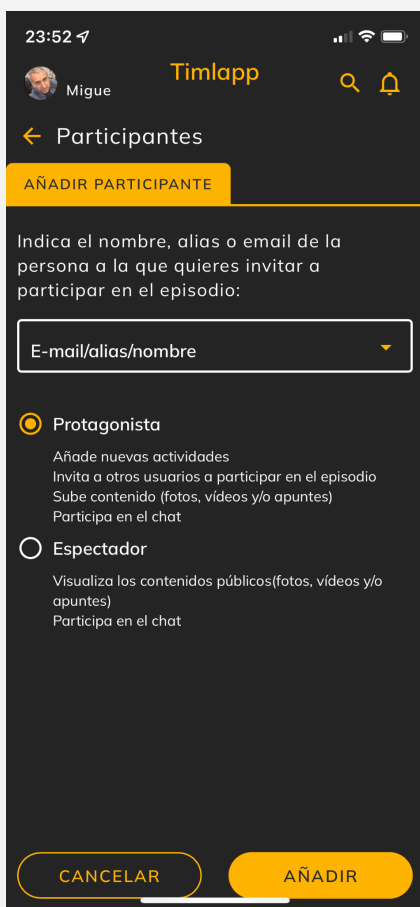 23:52
Migue
Timlapp
Participantes
AÑADIR PARTICIPANTE
Indica el nombre, alias o email de la
persona a la que quieres invitar a
participar en el episodio:
E-mail/alias/nombre
Protagonista
Añade nuevas actividades
Invita a otros usuarios a participar en el episodio
Sube contenido (fotos, vídeos y/o apuntes)
Participa en el chat
Espectador
Visualiza los contenidos públicos(fotos, vídeos y/o
apuntes)
Participa en el chat
CANCELAR
AÑADIR